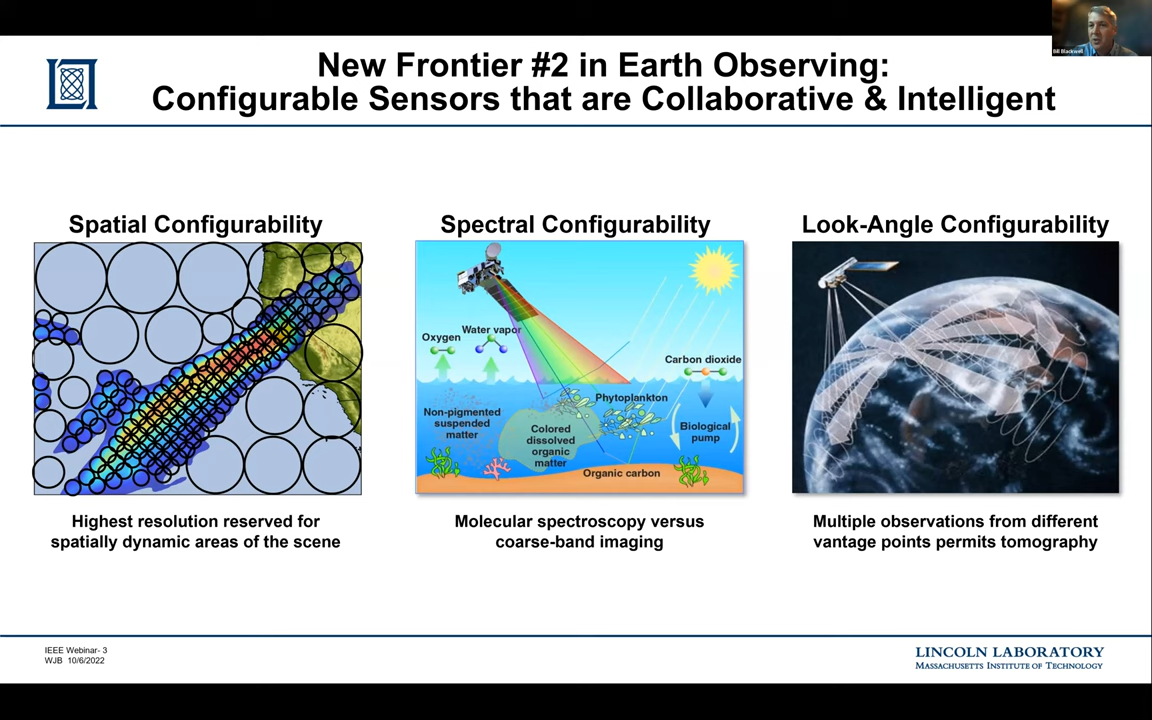 Bill Blackwell
New Frontier #2 in Earth Observing:
Configurable Sensors that are Collaborative & Intelligent
Spatial Configurability
Highest resolution reserved for
spatially dynamic areas of the scene
Spectral Configurability
Oxygen
Water vapor
Carbon dioxide
Phytoplankton
Non-pigmented
suspended
matter
Colored
dissolved
organic
matter
Biological
pump
Organic carbon
Molecular spectroscopy versus
coarse-band imaging
Look-Angle Configurability
Multiple observations from different
vantage points permits tomography
IEEE Webinar- 3
WJB 10/6/2022
LINCOLN LABORATORY
MASSACHUSETTS INSTITUTE OF TECHNOLOGY